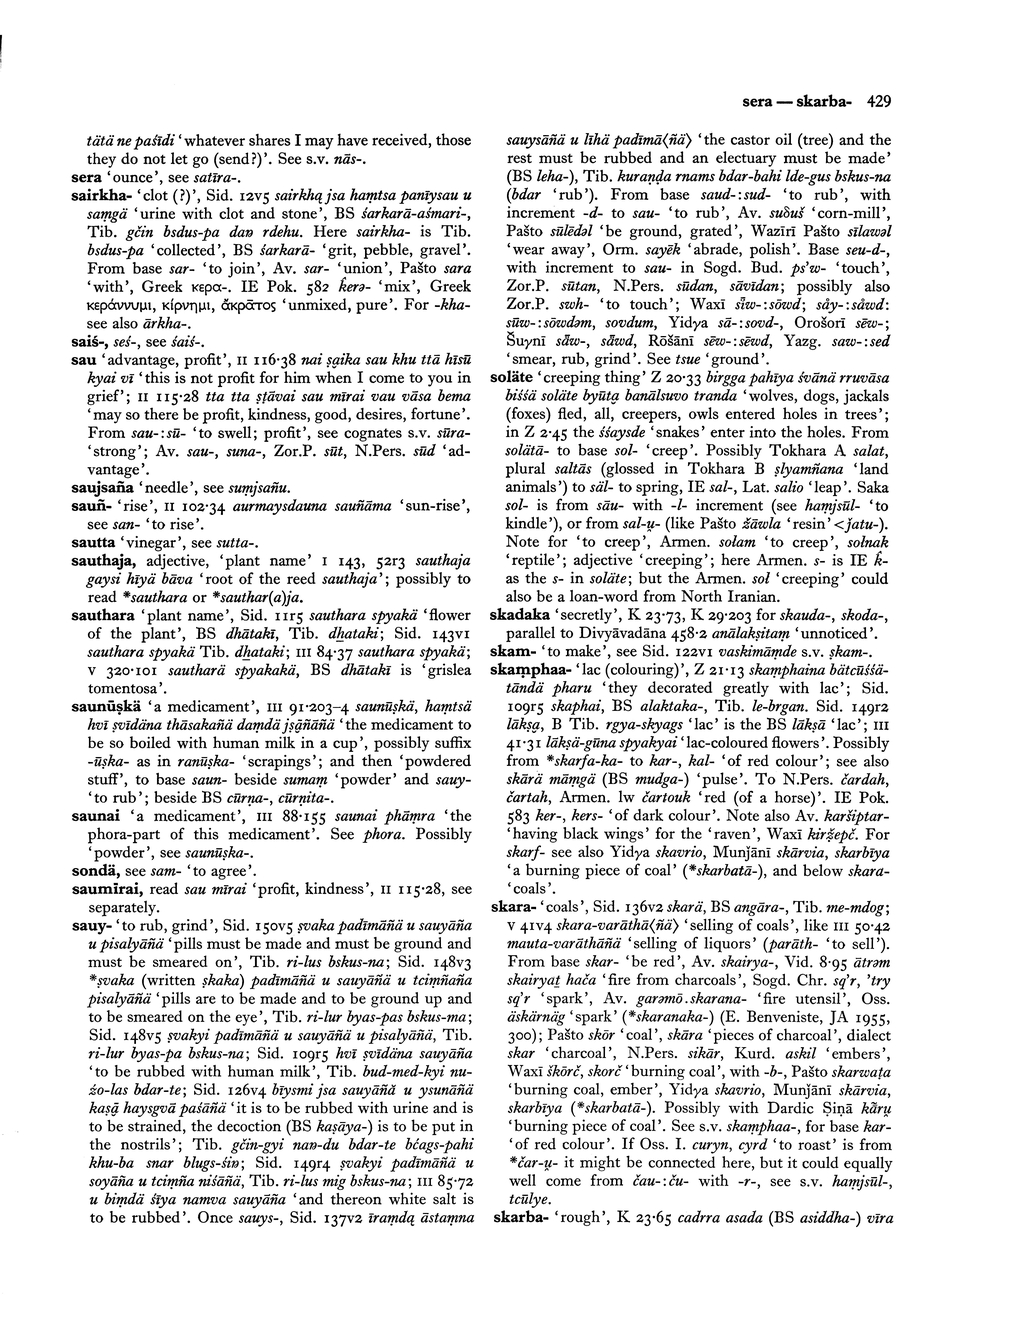 sera — skarba- 429
tätä ne paśīdi ‘whatever shares I may have received, those
they do not let go (send?)’. See s.v. nās-.
sera ‘ounce’, see satīra-.
sairkha- ‘clot (?)’, Sid. 12v5 sairkhą jsa haṃtsa panīysau u
saṃgä ‘urine with clot and stone’, BS śarkarā-aśmari-,
Tib. gčin bsdus-pa daṅ rdehu. Here sairkha- is Tib.
bsdus-pa ‘collected’, BS śarkarā- ‘grit, pebble, gravel’.
From base sar- ‘to join’, Av. sar- ‘union’, Pašto sara
‘with’, Greek κερα-. IE Pok. 582 k̂erə- ‘mix’, Greek
κεράννυμι, κίρνημι, ἄκρᾱτος ‘unmixed, pure’. For -kha-
see also ārkha-.
saiś-, seś-, see śaiś-.
sau ‘advantage, profit’, II 116·38 nai ṣgika sau khu ttā hīsū
kyai vī ‘this is not profit for him when I come to you in
grief’; II 115·28 tta tta ṣṭāvai sau mīrai vau vāsa bema
‘may so there be profit, kindness, good, desires, fortune’.
From sau-:sū- ‘to swell; profit’, see cognates s.v. sūra-
‘strong’; Av. sau-, suna-, Zor.P. sūt, N.Pers. sūd ‘ad-
vantage’.
saujsaña ‘needle’, see suṃjsañu.
sauñ- ‘rise’, II 102·34 aurmaysdauna sauñāma ‘sun-rise’,
see san- ‘to rise’.
sautta ‘vinegar’, see sutta-.
sauthaja, adjective, ‘plant name’ I 143, 52r3 sauthaja
gaysi hīyä bāva ‘root of the reed sauthaja’; possibly to
read *sauthara or *sauthar(a)ja.
sauthara ‘plant name’, Sid. 11r5 sauthara spyakä ‘flower
of the plant’, BS dhātakī, Tib. dhataki; Sid. 143v1
sauthara spyakä Tib. dhataki; III 84·37 sauthara spyakä;
V 320·101 sautharä spyakakä, BS dhātakī is ‘grislea
tomentosa’.
saunūṣkä ‘a medicament’, III 91·203–4 saunūṣkä, haṃtsä
hvī ṣvīdäna thāsakañä daṃdä jṣą̄ñāñä ‘the medicament to
be so boiled with human milk in a cup’, possibly suffix
-ūṣka- as in ranūṣka- ‘scrapings’; and then ‘powdered
stuff’, to base saun- beside sumaṃ ‘powder’ and sauy-
‘to rub’; beside BS cūrṇa-, cūrṇita-.
saunai ‘a medicament’, III 88·155 saunai phāṃra ‘the
phora-part of this medicament’. See phora. Possibly
‘powder’, see saunūṣka-.
sondä, see sam- ‘to agree’.
saumīrai, read sau mīrai ‘profit, kindness’, II 115·28, see
separately.
sauy- ‘to rub, grind’, Sid. 150v5 ṣvaka padīmāñä u sauyāña
u pisalyāñä ‘pills must be made and must be ground and
must be smeared on’, Tib. ri-lus bskus-na; Sid. 148v3
*ṣvaka (written ṣkaka) padīmāñä u sauyāñä u tciṃñaña
pisalyāñä ‘pills are to be made and to be ground up and
to be smeared on the eye’, Tib. ri-lur byas-pas bskus-ma;
Sid. 148v5 ṣvakyi padīmāñä u sauyāñä u pisalyāñä, Tib.
ri-lur byas-pa bskus-na; Sid. 109r5 hvī ṣvīdäna sauyāña
‘to be rubbed with human milk’, Tib. bud-med-kyi nu-
źo-las bdar-te; Sid. 126v4 bīysmi jsa sauyāñä u ysunāñä
kaṣą̄ haysgvā paśāñä ‘it is to be rubbed with urine and is
to be strained, the decoction (BS kaṣāya-) is to be put in
the nostrils’; Tib. gčin-gyi naṅ-du bdar-te bčags-pahi
khu-ba snar blugs-śiṅ; Sid. 149r4 ṣvakyi padīmāñä u
soyāña u tciṃña niśāñä, Tib. ri-lus mig bskus-na; III 85·72
u biṃdä śīya namva sauyāña ‘and thereon white salt is
to be rubbed’. Once sauys-, Sid. 137v2 īraṃdą āstaṃna
sauysāñä u līhä padīmā⟨ñä⟩ ‘the castor oil (tree) and the
rest must be rubbed and an electuary must be made’
(BS leha-), Tib. kuraṇḍa rnams bdar-bahi lde-gus bskus-na
(bdar ‘rub’). From base saud-:sud- ‘to rub’, with
increment -d- to sau- ‘to rub’, Av. suδuš ‘corn-mill’,
Pašto sūlēdəl ‘be ground, grated’, Wazīrī Pašto sīlawəl
‘wear away’, Orm. sayēk ‘abrade, polish’. Base seu-d-,
with increment to sau- in Sogd. Bud. ps'w- ‘touch’,
Zor.P. sūtan, N.Pers. sūdan, sāvīdan; possibly also
Zor.P. swh- ‘to touch’; Waxī sīw-:sōwd; sāy-:sāwd:
sūw-:sōwdəm, sovdum, Yidγa sā-:sovd-, Orošorī sēw-;
Šuγnī sāw-, sāwd, Rōšānī sēw-:sēwd, Yazg. saw-:sed
‘smear, rub, grind’. See tsue ‘ground’.
soläte ‘creeping thing’ Z 20·33 birgga pahīya śvānä rruvāsa
biśśä soläte byūta banālsuvo tranda ‘wolves, dogs, jackals
(foxes) fled, all, creepers, owls entered holes in trees’;
in Z 2·45 the śśaysde ‘snakes’ enter into the holes. From
solätā- to base sol- ‘creep’. Possibly Tokhara A salat,
plural saltās (glossed in Tokhara B ṣlyamñana ‘land
animals’) to säl- to spring, IE sal-, Lat. salio ‘leap’. Saka
sol- is from sāu- with -l- increment (see haṃjsūl- ‘to
kindle’), or from sal-ṷ- (like Pašto žāwla ‘resin’ < jatu-).
Note for ‘to creep’, Armen. solam ‘to creep’, solnak
‘reptile’; adjective ‘creeping’; here Armen. s- is IE k̂-
as the s- in soläte; but the Armen. sol ‘creeping’ could
also be a loan-word from North Iranian.
skadaka ‘secretly’, K 23·73, K 29·203 for skauda-, skoda-,
parallel to Divyāvadāna 458·2 anālakṣitaṃ ‘unnoticed’.
skam- ‘to make’, see Sid. 122v1 vaskimāṃde s.v. ṣkam-.
skaṃphaa- ‘lac (colouring)’, Z 21·13 skaṃphaina bätcūśśä-
tāndä pharu ‘they decorated greatly with lac’; Sid.
109r5 skaphai, BS alaktaka-, Tib. le-brgan. Sid. 149r2
lākṣa, B Tib. rgya-skyags ‘lac’ is the BS lākṣā ‘lac’; III
41·31 lākṣä-gūna spyakyai ‘lac-coloured flowers’. Possibly
from *skarfa-ka- to kar-, kal- ‘of red colour’; see also
skārä māṃgä (BS mudga-) ‘pulse’. To N.Pers. čardah,
čartah, Armen. lw čartouk ‘red (of a horse)’. IE Pok.
583 ker-, kers- ‘of dark colour’. Note also Av. karšiptar-
‘having black wings’ for the ‘raven’, Waxī kirẓ̌epč. For
skarf- see also Yidγa skavrio, Munǰānī skārvia, skarbīya
‘a burning piece of coal’ (*skarbatā-), and below skara-
‘coals’.
skara- ‘coals’, Sid. 136v2 skarä, BS angāra-, Tib. me-mdog;
V 41v4 skara-varāthā⟨ñä⟩ ‘selling of coals’, like III 50·42
mauta-varāthāñä ‘selling of liquors’ (parāth- ‘to sell’).
From base skar- ‘be red’, Av. skairya-, Vid. 8·95 ātrəm
skairyat̰ hača ‘fire from charcoals’, Sogd. Chr. sq'r, 'try
sq'r ‘spark’, Av. garəmō.skarana- ‘fire utensil’, Oss.
äskärnäg ‘spark’ (*skaranaka-) (E. Benveniste, JA 1955,
300); Pašto skōr ‘coal’, skāra ‘pieces of charcoal’, dialect
skar ‘charcoal’, N.Pers. sikār, Kurd. askil ‘embers’,
Waxī škōrč, skorč ‘burning coal’, with -b-, Pašto skarwaṭa
‘burning coal, ember’, Yidγa skavrio, Munǰānī skārvia,
skarbīya (*skarbatā-). Possibly with Dardic Ṣiṇā kāru
‘burning piece of coal’. See s.v. skaṃphaa-, for base kar-
‘of red colour’. If Oss. I. curyn, cyrd ‘to roast’ is from
*čar-ṷ- it might be connected here, but it could equally
well come from čau-:ču- with -r-, see s.v. haṃjsūl-,
tcūlye.
skarba- ‘rough’, K 23·65 cadrra asada (BS asiddha-) vīra